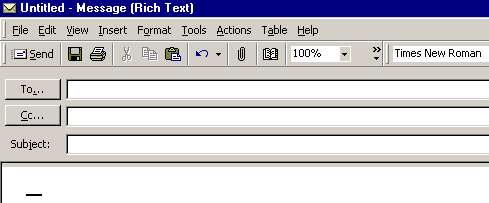 Untitled - Message (Rich Text)
File Edit View Insert Format Tools Actions Table Help
Send 100% Times New Roman
To...
Cc...
Subject: